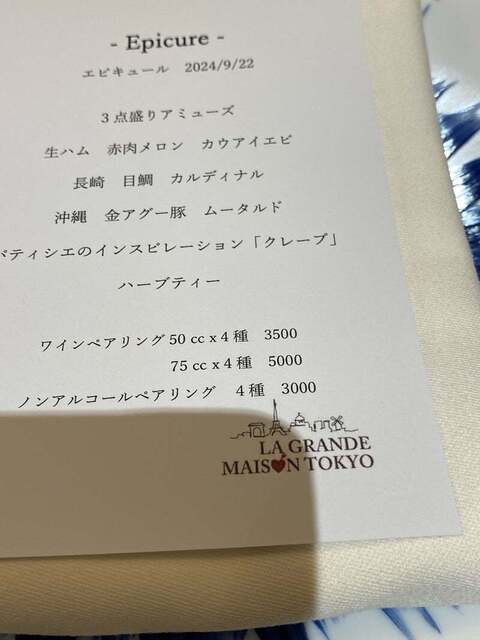 - Epicure -
エピキュール 2024/9/22
3点盛りアミューズ
生ハム 赤肉メロン カウアイエビ
長崎 目鯛 カルディナル
沖縄 金アグー豚 ムータルド
パティシエのインスピレーション「クレープ」
ハーブティー
ワインペアリング 50 cc x 4 種 3500
75 cc x 4 種 5000
ノンアルコールペアリング 4 種 3000
LA GRANDE
MAISON TOKYO